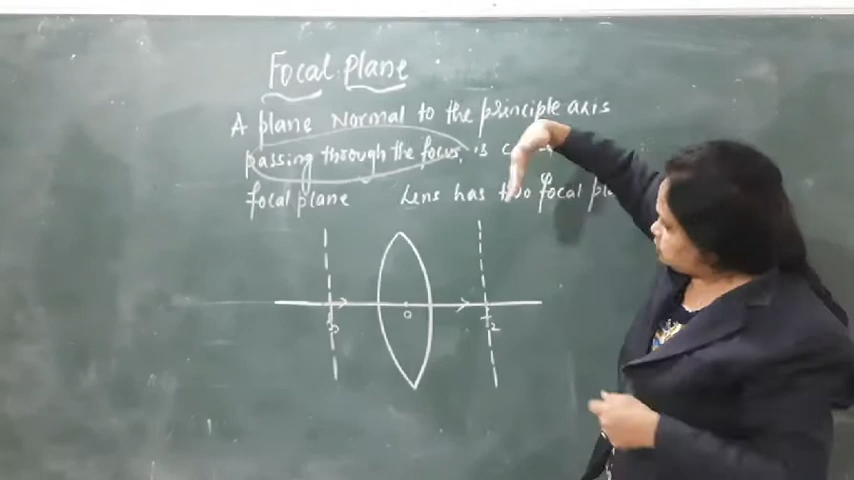 Focal plane
A plane Normal to the principle axis
passing through the focus, is
focal plane Lens has two focal
O